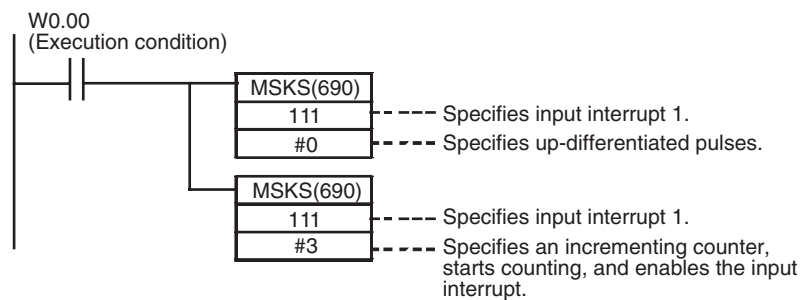 W0.00
(Execution condition)
MSKS(690)
111
Specifies input interrupt 1.
#0
Specifies up-differentiated pulses.
MSKS(690)
111
Specifies input interrupt 1.
#3
Specifies an incrementing counter,
starts counting, and enables the input
interrupt.